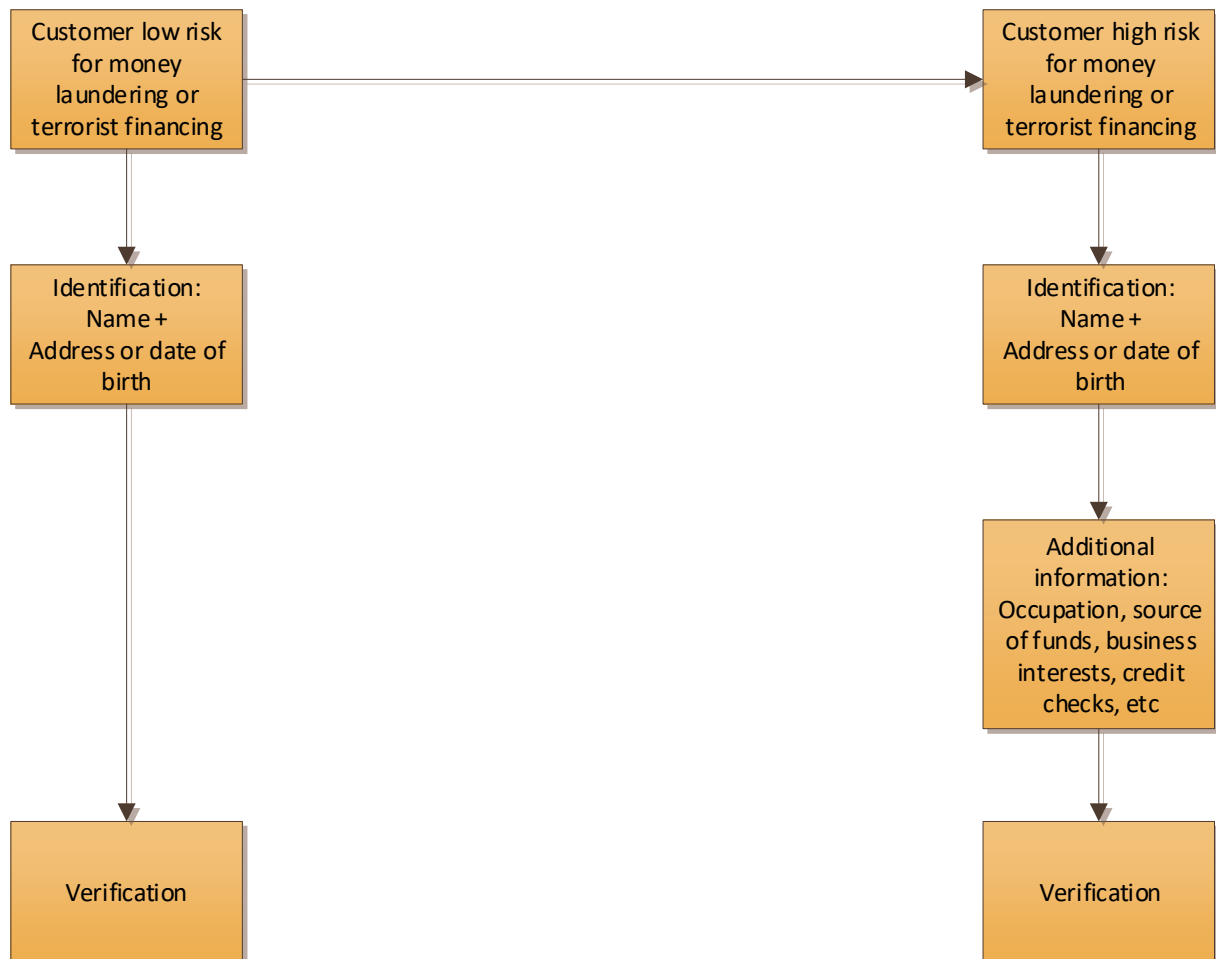 Customer low risk
for money
laundering or
terrorist financing
Customer high risk
for money
laundering or
terrorist financing
Identification:
Name +
Address or date of
birth
Identification:
Name +
Address or date of
birth
Additional
information:
Occupation, source
of funds, business
interests, credit
checks, etc
Verification
Verification